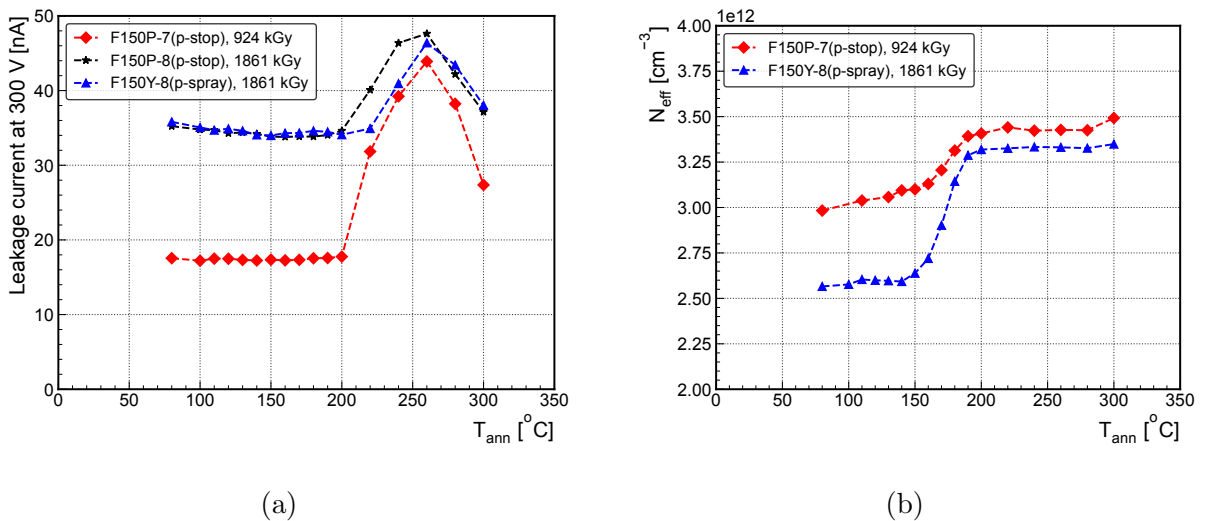 50
40
30
20
10
0
0 50 100 150 200 250 300 350
Leakage current at 300 V [nA]
T_ann [°C]
F150P-7(p-stop), 924 kGy
F150P-8(p-stop), 1861 kGy
F150Y-8(p-spray), 1861 kGy
(a)
1e12
4.00
3.75
3.50
3.25
3.00
2.75
2.50
2.25
2.00
0 50 100 150 200 250 300 350
N_eff [cm⁻³]
T_ann [°C]
F150P-7(p-stop), 924 kGy
F150Y-8(p-spray), 1861 kGy
(b)